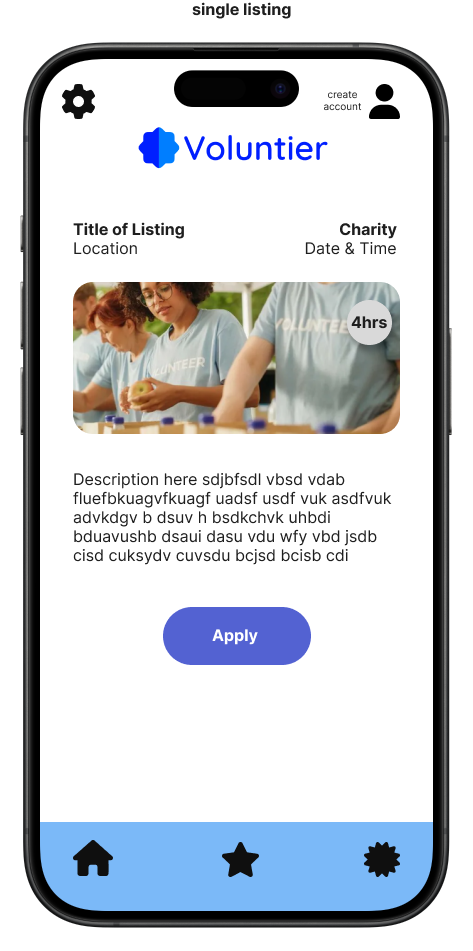 single listing
create
account
Voluntier
Title of Listing
Charity
Location
Date & Time
VOLUNTEER
VOLUNTEE
4hrs
Description here sdjbfsdl vbsd vdab
fluefbkuagvfkuagf uadsf usdf vuk asdfvuk
advkdgv b dsuv h bsdkchvk uhbdi
bduavushb dsaui dasu vdu wfy vbd jsdb
cisd cuksydv cuvsdu bcjsd bcisb cdi
Apply